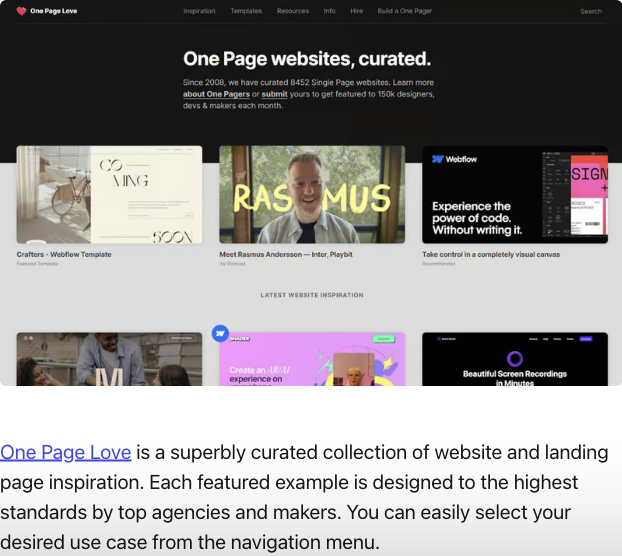 One Page Love
Inspiration Templates Resources Info Hire Build a One Pager
Search
One Page websites, curated.
Since 2008, we have curated 8452 Single Page websites. Learn more
about One Pagers or submit yours to get featured to 150k designers,
devs & makers each month.
CO
MING
SOON
RASMUS
Webflow
Experience the
power of code.
Without writing it.
SIGN
Crafters - Webflow Template
Featured Template
Meet Rasmus Andersson — Inter, Playbit
Take control in a completely visual canvas
Recommended
LATEST WEBSITE INSPIRATION
M
Create an AR/AI
experience on
Beautiful Screen Recordings
in Minutes
One Page Love is a superbly curated collection of website and landing
page inspiration. Each featured example is designed to the highest
standards by top agencies and makers. You can easily select your
desired use case from the navigation menu.